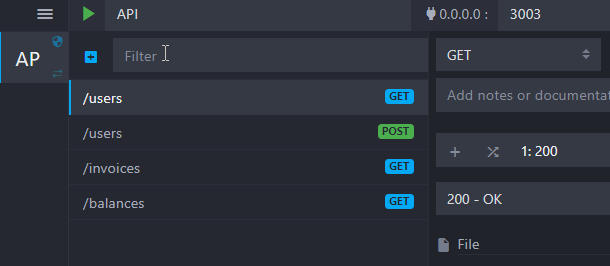 API 0.0.0.0 : 3003
AP
Filter
GET
/users GET
Add notes or documentat
/users POST
/invoices GET
1: 200
/balances GET
200 - OK
File